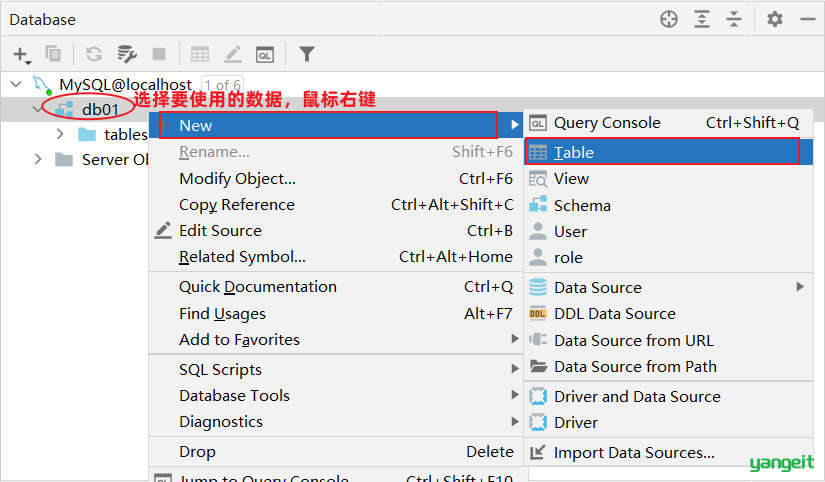 Database
MySQL@localhost 1 of 6
db01
选择要使用的数据，鼠标右键
tables
Server Ob
New
Rename... Shift+F6
Modify Object... Ctrl+F6
Copy Reference Ctrl+Alt+Shift+C
Edit Source Ctrl+B
Related Symbol... Ctrl+Alt+Home
Quick Documentation Ctrl+Q
Find Usages Alt+F7
Add to Favorites
SQL Scripts
Database Tools
Diagnostics
Drop Delete
Jump to Query Console Ctrl+Shift+F10
QL Query Console Ctrl+Shift+Q
Table
View
Schema
User
role
Data Source
DDL DDL Data Source
Data Source from URL
Data Source from Path
Driver and Data Source
Driver
Import Data Sources...
yangeit
QL
QL